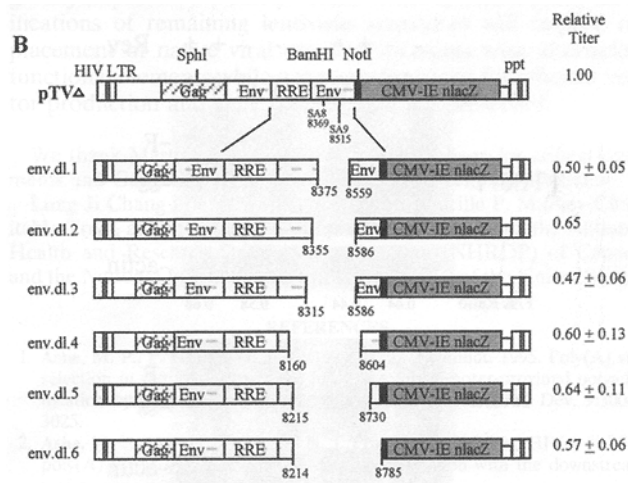 B
Relative
Titer
SphI
BamHI NotI
HIV LTR
ppt
pTVΔ
Gag
Env
RRE
Env
CMV-IE nlacZ
1.00
SA8
8369
SA9
8515
env.dl.1
Gag
Env
RRE
Env
CMV-IE nlacZ
0.50 ± 0.05
8375
8559
env.dl.2
Gag
Env
RRE
Env
CMV-IE nlacZ
0.65
8355
8586
env.dl.3
Gag
Env
RRE
Env
CMV-IE nlacZ
0.47 ± 0.06
8315
8586
env.dl.4
Gag
Env
RRE
CMV-IE nlacZ
0.60 ± 0.13
8160
8604
env.dl.5
Gag
Env
RRE
CMV-IE nlacZ
0.64 ± 0.11
8215
8730
env.dl.6
Gag
Env
RRE
CMV-IE nlacZ
0.57 ± 0.06
8214
8785